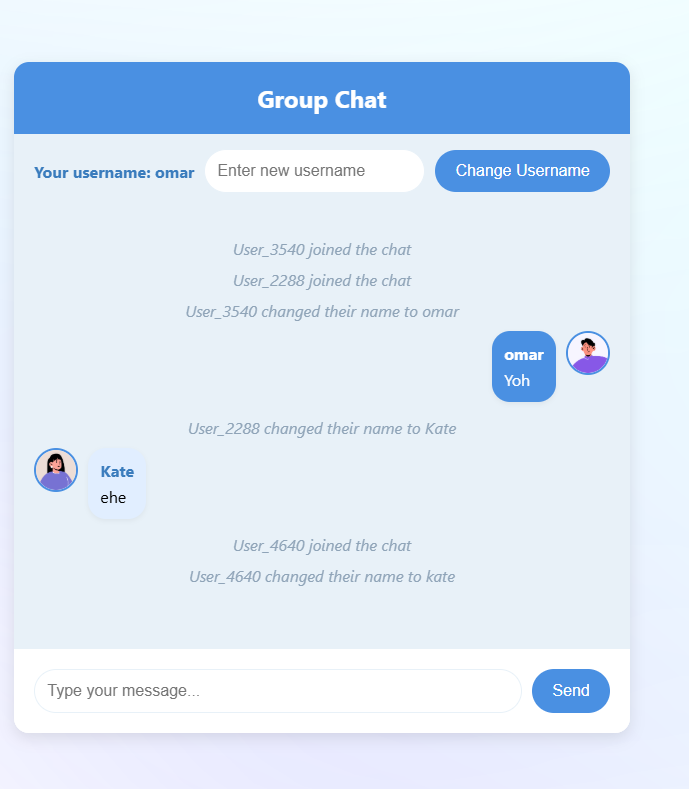 Group Chat
Your username: omar
Enter new username
Change Username
User_3540 joined the chat
User_2288 joined the chat
User_3540 changed their name to omar
omar
Yoh
User_2288 changed their name to Kate
Kate
ehe
User_4640 joined the chat
User_4640 changed their name to kate
Type your message...
Send